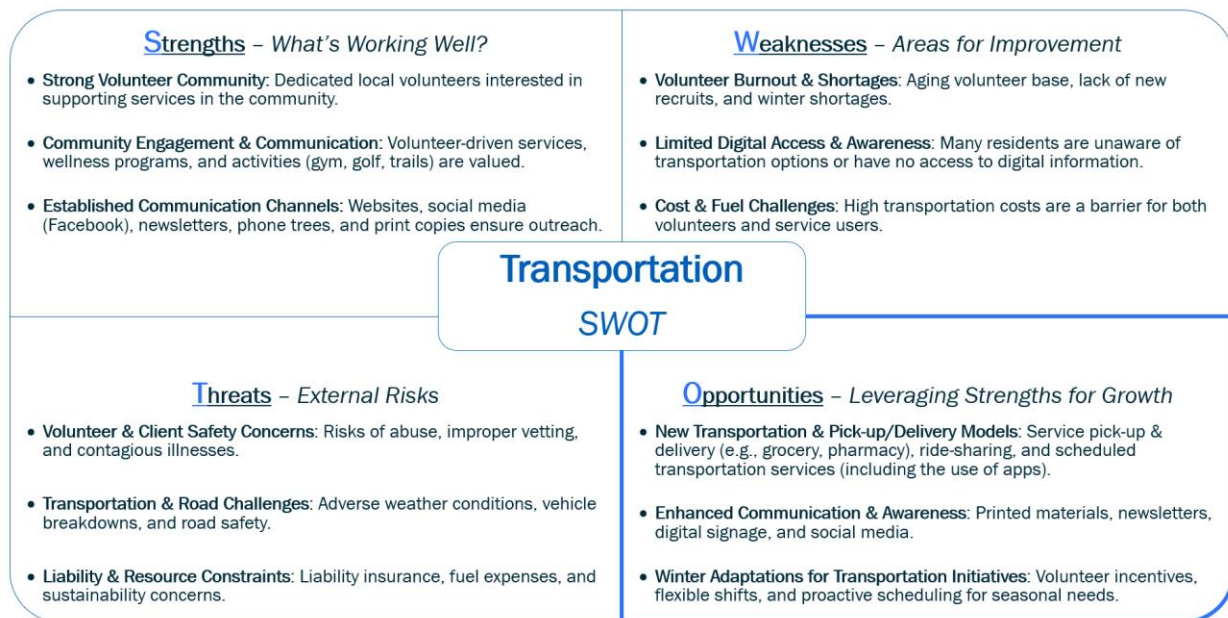 Strengths – What's Working Well?
• Strong Volunteer Community: Dedicated local volunteers interested in
supporting services in the community.
• Community Engagement & Communication: Volunteer-driven services,
wellness programs, and activities (gym, golf, trails) are valued.
• Established Communication Channels: Websites, social media
(Facebook), newsletters, phone trees, and print copies ensure outreach.
Weaknesses – Areas for Improvement
• Volunteer Burnout & Shortages: Aging volunteer base, lack of new
recruits, and winter shortages.
• Limited Digital Access & Awareness: Many residents are unaware of
transportation options or have no access to digital information.
• Cost & Fuel Challenges: High transportation costs are a barrier for both
volunteers and service users.
Transportation
SWOT
Threats – External Risks
• Volunteer & Client Safety Concerns: Risks of abuse, improper vetting,
and contagious illnesses.
• Transportation & Road Challenges: Adverse weather conditions, vehicle
breakdowns, and road safety.
• Liability & Resource Constraints: Liability insurance, fuel expenses, and
sustainability concerns.
Opportunities – Leveraging Strengths for Growth
• New Transportation & Pick-up/Delivery Models: Service pick-up &
delivery (e.g., grocery, pharmacy), ride-sharing, and scheduled
transportation services (including the use of apps).
• Enhanced Communication & Awareness: Printed materials, newsletters,
digital signage, and social media.
• Winter Adaptations for Transportation Initiatives: Volunteer incentives,
flexible shifts, and proactive scheduling for seasonal needs.